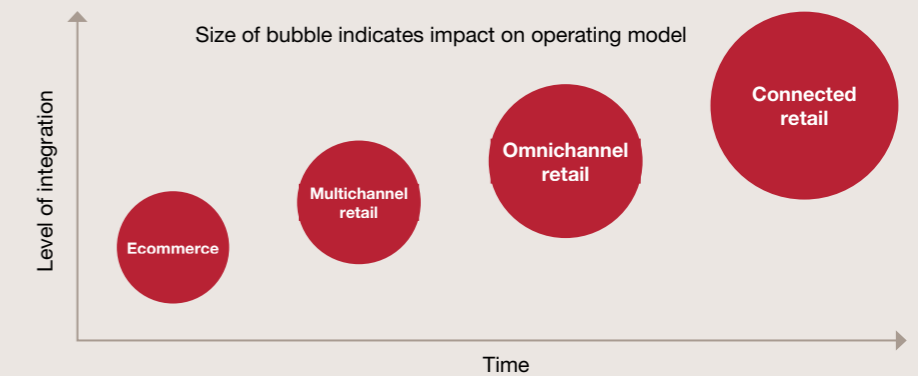 Size of bubble indicates impact on operating model
Level of integration
Connected
retail
Omnichannel
retail
Multichannel
retail
Ecommerce
Time